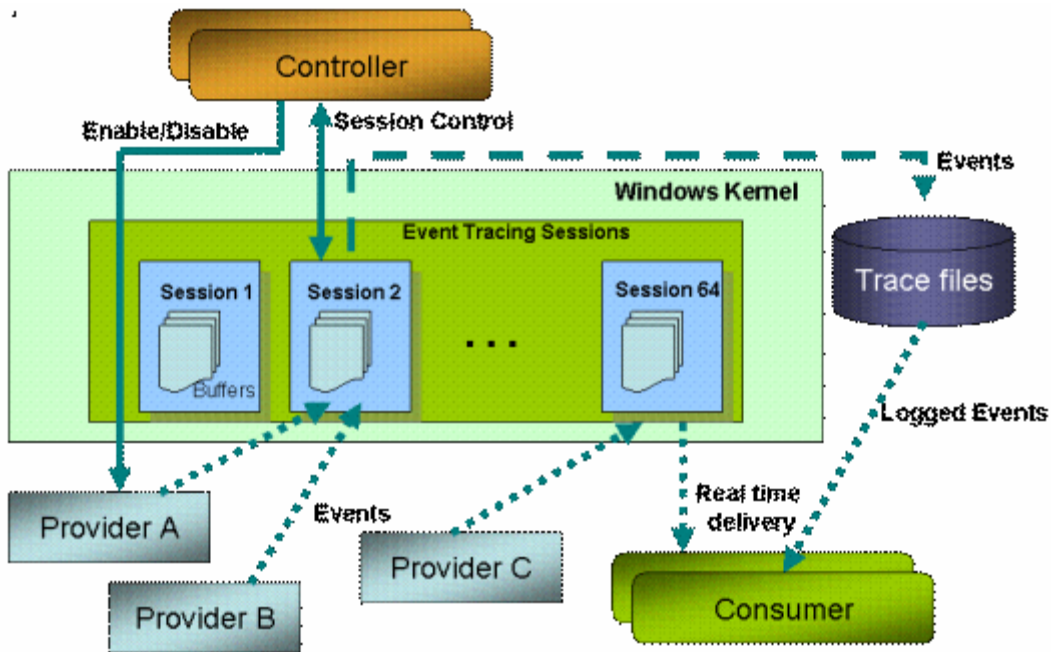 Controller
Enable/Disable
Session Control
Events
Windows Kernel
Event Tracing Sessions
Session 1
Session 2
Session 64
Trace files
. . .
Buffers
Logged Events
Provider A
Events
Provider C
Real time
delivery
Provider B
Consumer